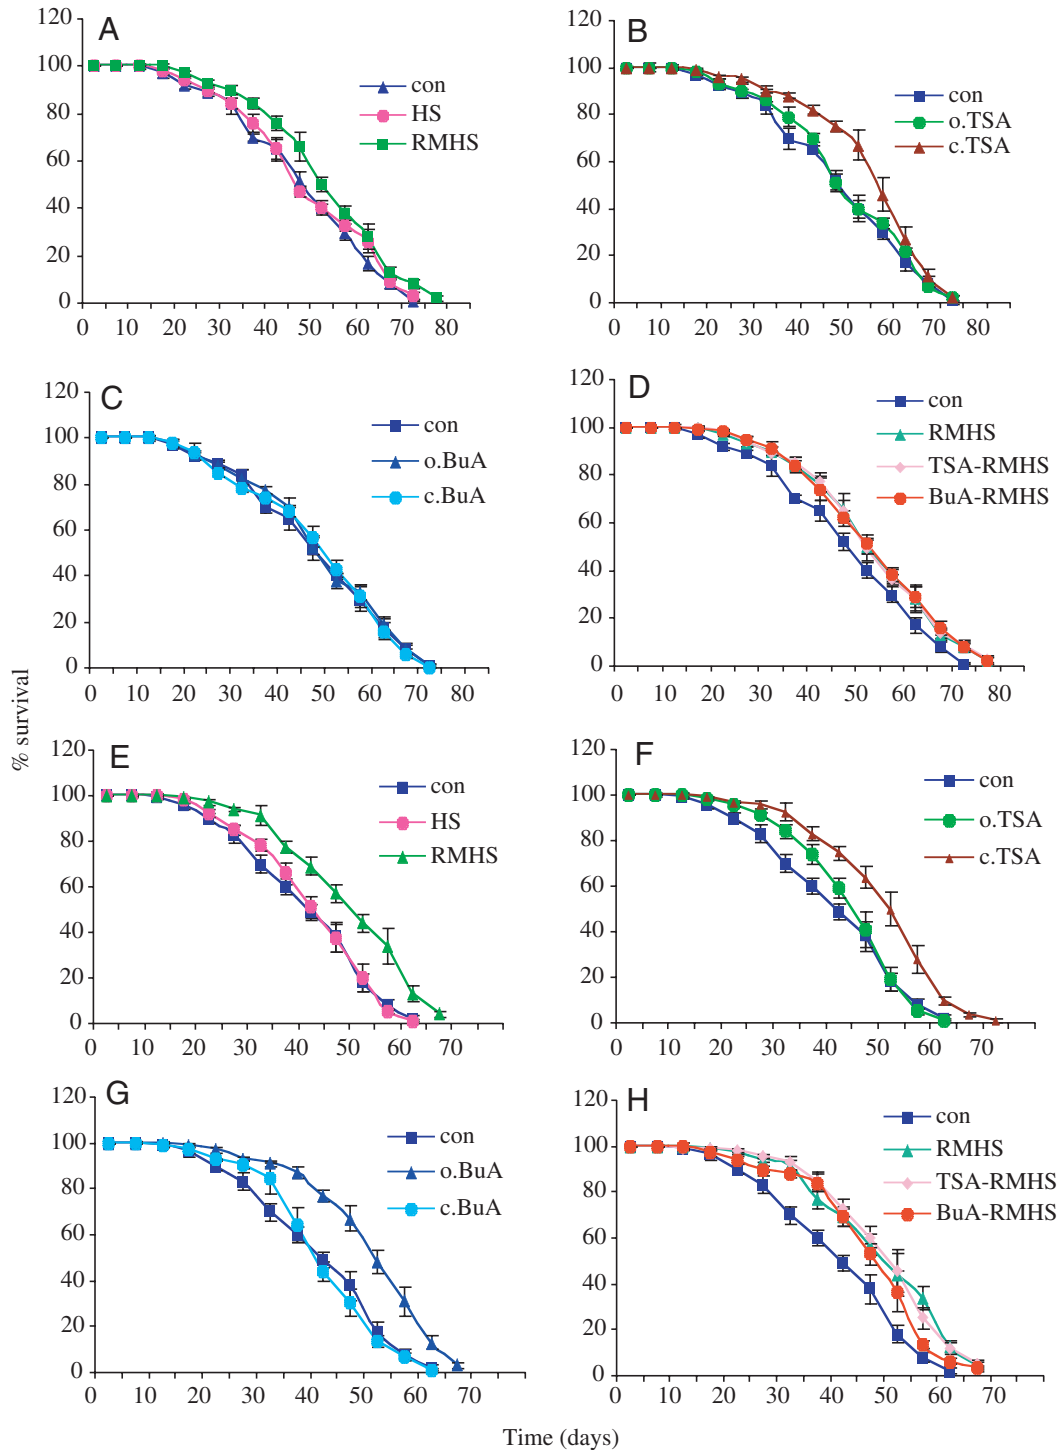 % survival
A
120
100
80
60
40
20
0
0 10 20 30 40 50 60 70 80
con
HS
RMHS
B
120
100
80
60
40
20
0
0 10 20 30 40 50 60 70 80
con
o.TSA
c.TSA
C
120
100
80
60
40
20
0
0 10 20 30 40 50 60 70 80
con
o.BuA
c.BuA
D
120
100
80
60
40
20
0
0 10 20 30 40 50 60 70 80
con
RMHS
TSA-RMHS
BuA-RMHS
E
120
100
80
60
40
20
0
0 10 20 30 40 50 60 70
con
HS
RMHS
F
120
100
80
60
40
20
0
0 10 20 30 40 50 60 70
con
o.TSA
c.TSA
G
120
100
80
60
40
20
0
0 10 20 30 40 50 60 70
con
o.BuA
c.BuA
H
120
100
80
60
40
20
0
0 10 20 30 40 50 60 70
con
RMHS
TSA-RMHS
BuA-RMHS
Time (days)